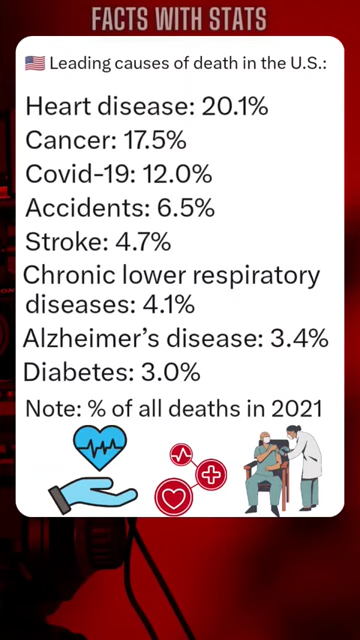 FACTS WITH STATS
🇺🇸 Leading causes of death in the U.S.:
Heart disease: 20.1%
Cancer: 17.5%
Covid-19: 12.0%
Accidents: 6.5%
Stroke: 4.7%
Chronic lower respiratory
diseases: 4.1%
Alzheimer’s disease: 3.4%
Diabetes: 3.0%
Note: % of all deaths in 2021